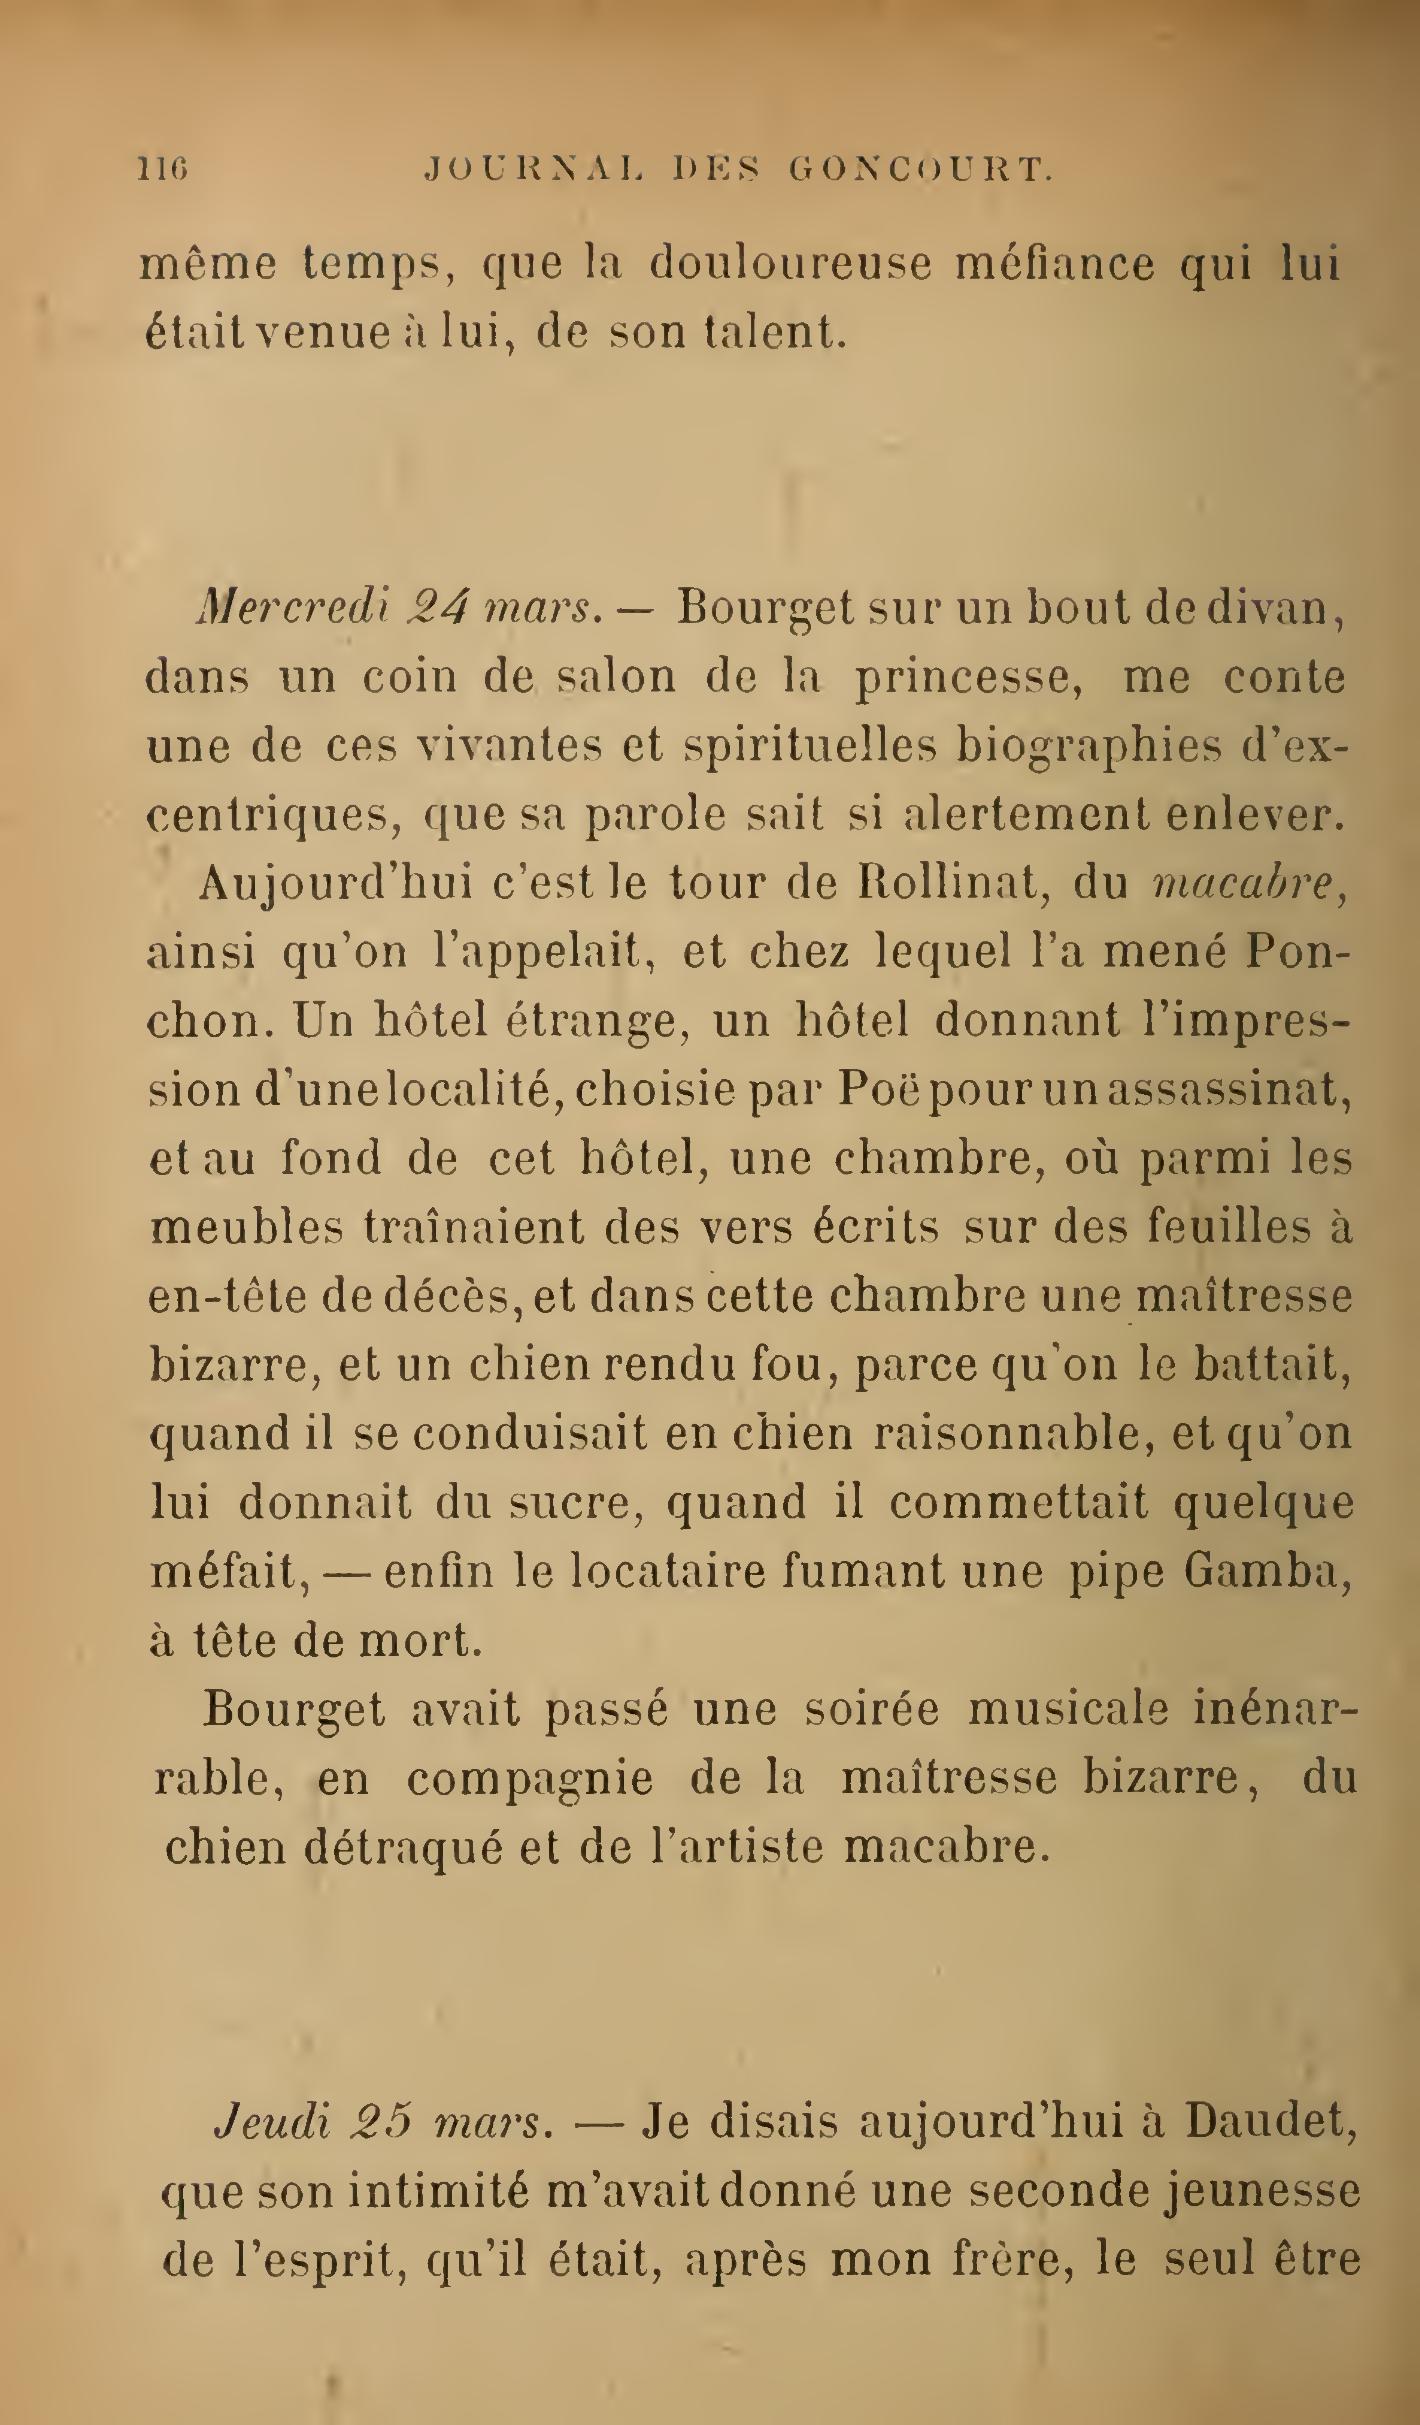 116 JOURNAL DES GONCOURT.
même temps, que la douloureuse méfiance qui lui
était venue à lui, de son talent.
Mercredi 24 mars. — Bourget sur un bout de divan,
dans un coin de salon de la princesse, me conte
une de ces vivantes et spirituelles biographies d'ex-
centriques, que sa parole sait si alertement enlever.
Aujourd'hui c'est le tour de Rollinat, du macabre,
ainsi qu'on l'appelait, et chez lequel l'a mené Pon-
chon. Un hôtel étrange, un hôtel donnant l'impres-
sion d'une localité, choisie par Poë pour un assassinat,
et au fond de cet hôtel, une chambre, où parmi les
meubles traînaient des vers écrits sur des feuilles à
en-tête de décès, et dans cette chambre une maîtresse
bizarre, et un chien rendu fou, parce qu'on le battait,
quand il se conduisait en chien raisonnable, et qu'on
lui donnait du sucre, quand il commettait quelque
méfait, — enfin le locataire fumant une pipe Gamba,
à tête de mort.
Bourget avait passé une soirée musicale inénar-
rable, en compagnie de la maîtresse bizarre, du
chien détraqué et de l'artiste macabre.
Jeudi 25 mars. — Je disais aujourd'hui à Daudet,
que son intimité m'avait donné une seconde jeunesse
de l'esprit, qu'il était, après mon frère, le seul être